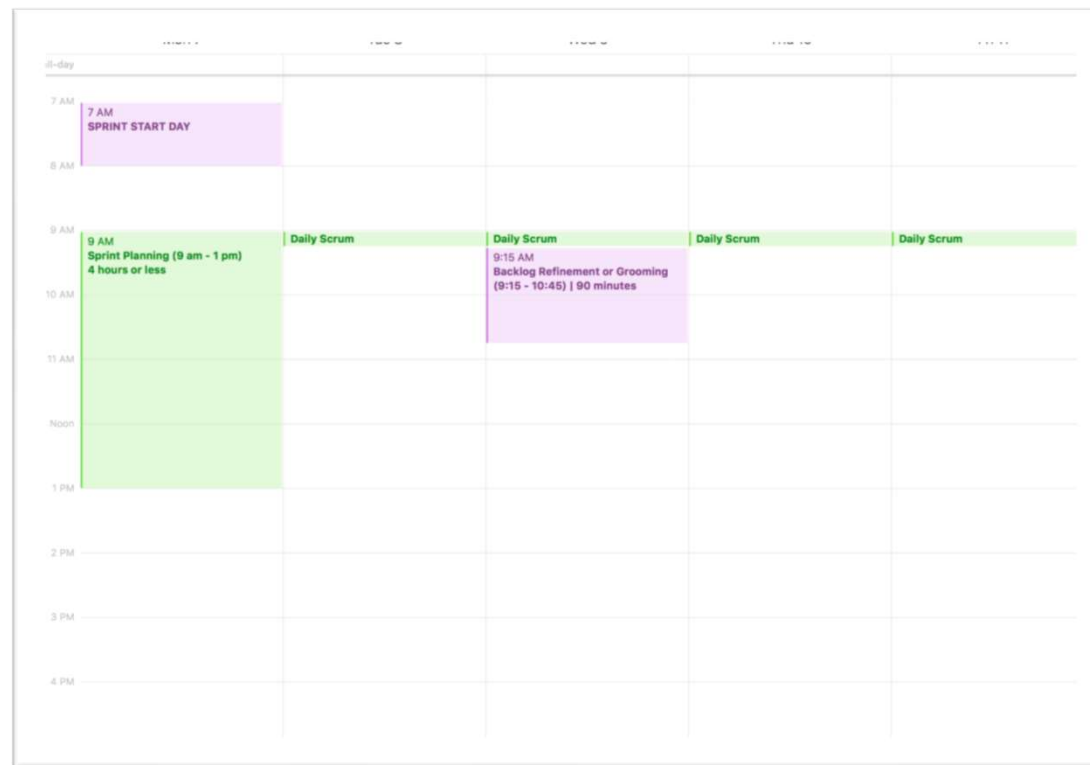 ll-day
7 AM
7 AM
SPRINT START DAY
8 AM
9 AM
9 AM
Sprint Planning (9 am - 1 pm)
4 hours or less
Daily Scrum
Daily Scrum
Daily Scrum
Daily Scrum
9:15 AM
Backlog Refinement or Grooming
(9:15 - 10:45) | 90 minutes
10 AM
11 AM
Noon
1 PM
2 PM
3 PM
4 PM